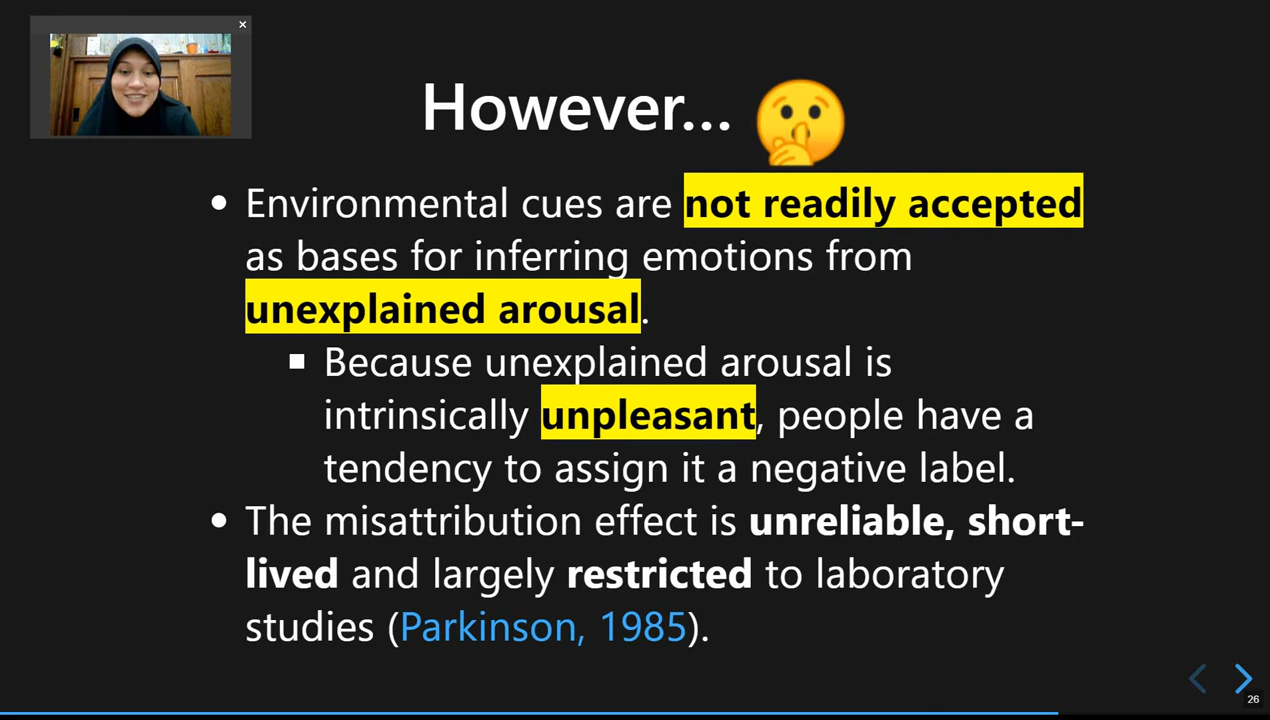 However...
• Environmental cues are not readily accepted
as bases for inferring emotions from
unexplained arousal.
▪ Because unexplained arousal is
intrinsically unpleasant, people have a
tendency to assign it a negative label.
• The misattribution effect is unreliable, short-
lived and largely restricted to laboratory
studies (Parkinson, 1985).
26